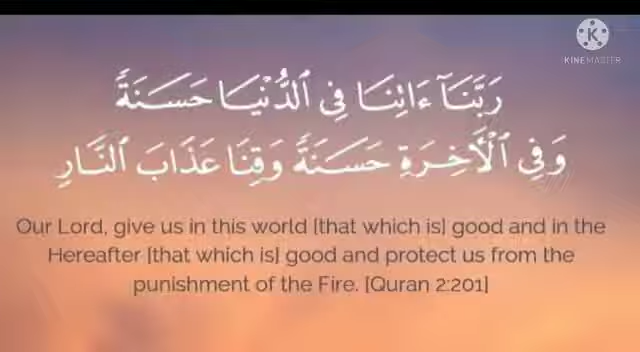 KINEMASTER
رَبَّنَآ ءَاتِنَا فِي ٱلدُّنْيَا حَسَنَةً
وَفِي ٱلْأَخِرَةِ حَسَنَةً وَقِنَا عَذَابَ ٱلنَّارِ
Our Lord, give us in this world [that which is] good and in the
Hereafter [that which is] good and protect us from the
punishment of the Fire. [Quran 2:201]